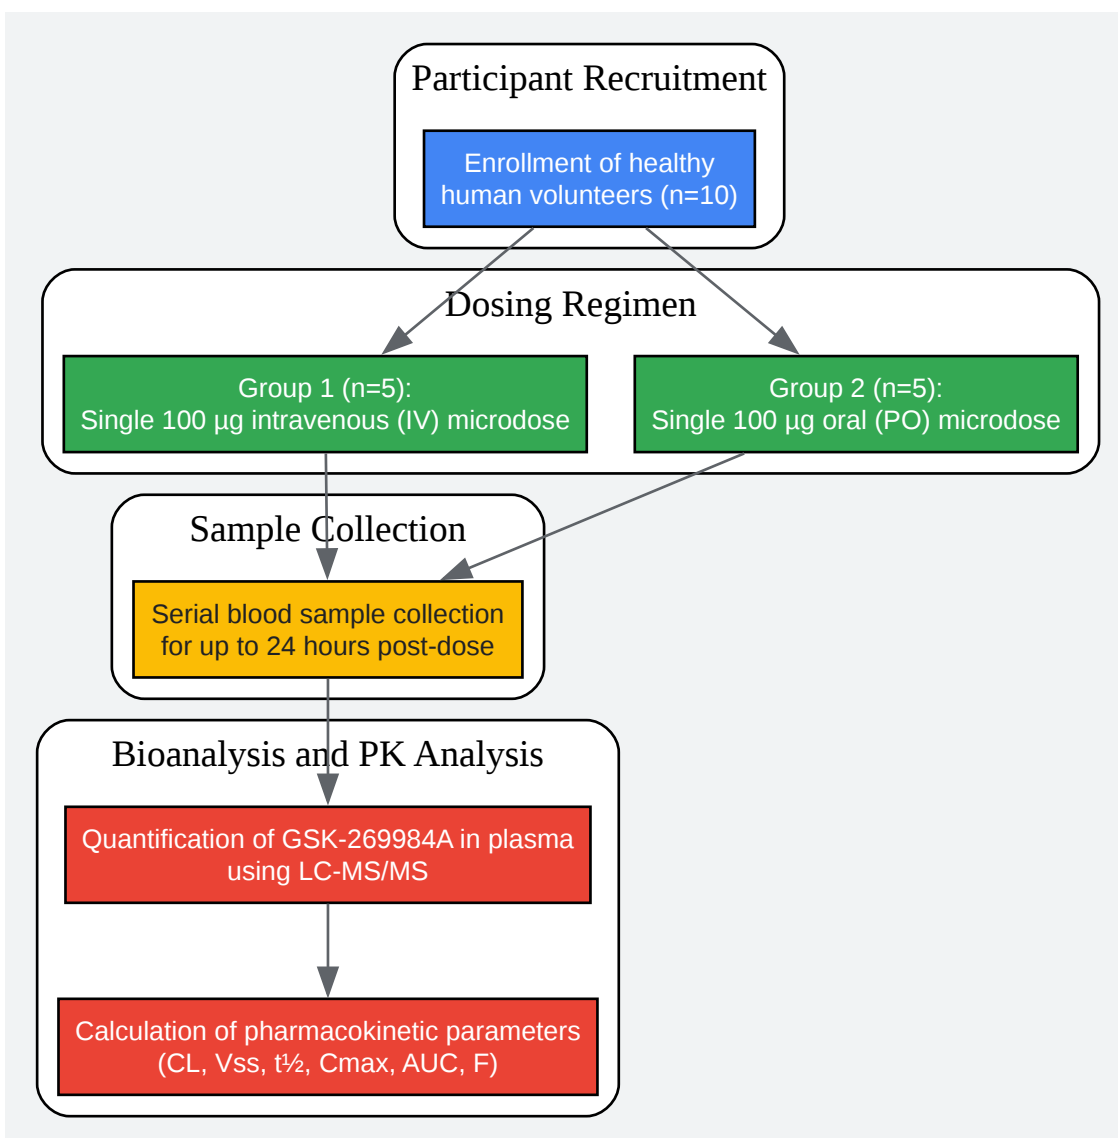 Participant Recruitment
Enrollment of healthy
human volunteers (n=10)
Dosing Regimen
Group 1 (n=5):
Single 100 µg intravenous (IV) microdose
Group 2 (n=5):
Single 100 µg oral (PO) microdose
Sample Collection
Serial blood sample collection
for up to 24 hours post-dose
Bioanalysis and PK Analysis
Quantification of GSK-269984A in plasma
using LC-MS/MS
Calculation of pharmacokinetic parameters
(CL, Vss, t½, Cmax, AUC, F)